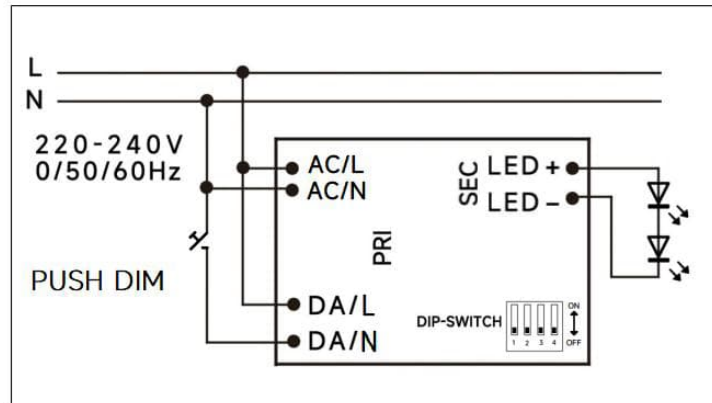 L
N
220-240V
0/50/60Hz
PUSH DIM
AC/L
AC/N
PRI
DA/L
DA/N
SEC
LED +
LED -
DIP-SWITCH
ON
OFF
1 2 3 4